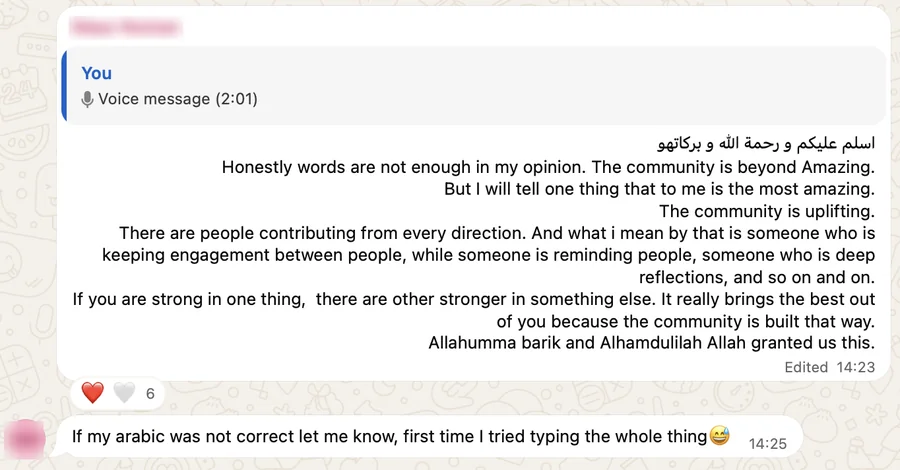 You
Voice message (2:01)
اسلم عليكم و رحمة الله و بركاتهو
Honestly words are not enough in my opinion. The community is beyond Amazing.
But I will tell one thing that to me is the most amazing.
The community is uplifting.
There are people contributing from every direction. And what i mean by that is someone who is
keeping engagement between people, while someone is reminding people, someone who is deep
reflections, and so on and on.
If you are strong in one thing,  there are other stronger in something else. It really brings the best out
of you because the community is built that way.
Allahumma barik and Alhamdulilah Allah granted us this.
Edited 14:23
❤️ 🤍 6
If my arabic was not correct let me know, first time I tried typing the whole thing😅
14:25